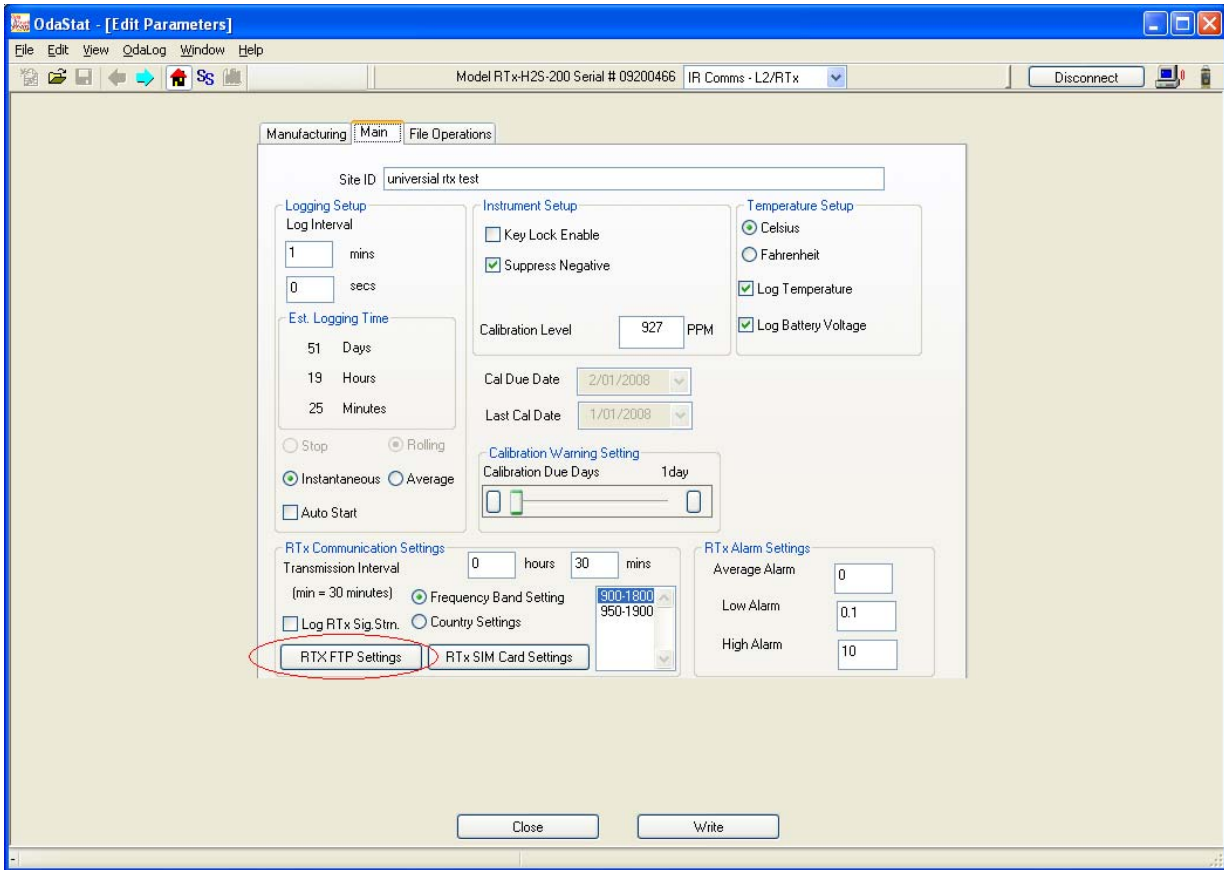 OdaStat - [Edit Parameters]
File Edit View OdaLog Window Help
SS Model RTx-H2S-200 Serial # 09200466 IR Comms - L2/RTx Disconnect
Manufacturing Main File Operations
Site ID universial rtx test
Logging Setup
Log Interval
1 mins
0 secs
Est. Logging Time
51 Days
19 Hours
25 Minutes
Stop Rolling
Instantaneous Average
Auto Start
Instrument Setup
Key Lock Enable
Suppress Negative
Calibration Level 927 PPM
Cal Due Date 2/01/2008
Last Cal Date 1/01/2008
Calibration Warning Setting
Calibration Due Days 1day
Temperature Setup
Celsius
Fahrenheit
Log Temperature
Log Battery Voltage
RTx Communication Settings
Transmission Interval 0 hours 30 mins
(min = 30 minutes)
Frequency Band Setting
900-1800
950-1900
Log RTx Sig.Strn. Country Settings
RTX FTP Settings RTx SIM Card Settings
RTx Alarm Settings
Average Alarm 0
Low Alarm 0.1
High Alarm 10
Close Write
-